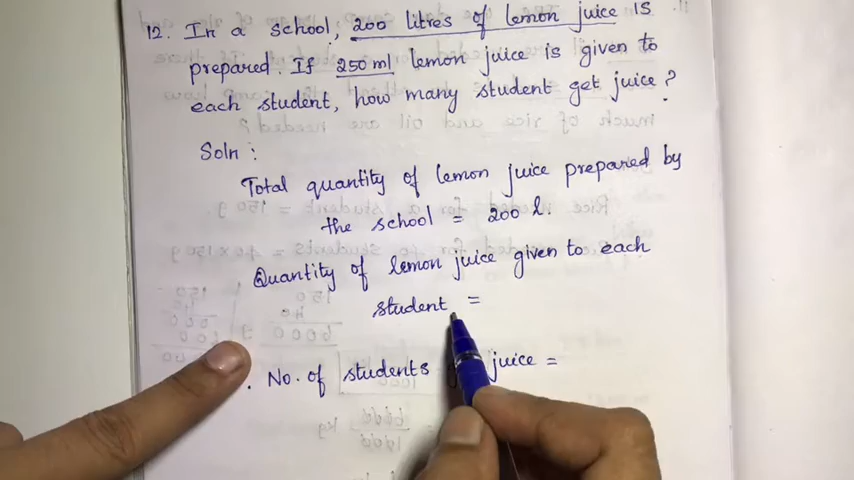 12. In a school, 200 litres of lemon juice is
prepared. If 250 ml lemon juice is given to
each student, how many student get juice?
Soln :
Total quantity of lemon juice prepared by
the school = 200 l.
Quantity of lemon juice given to each
student =
No. of students juice =